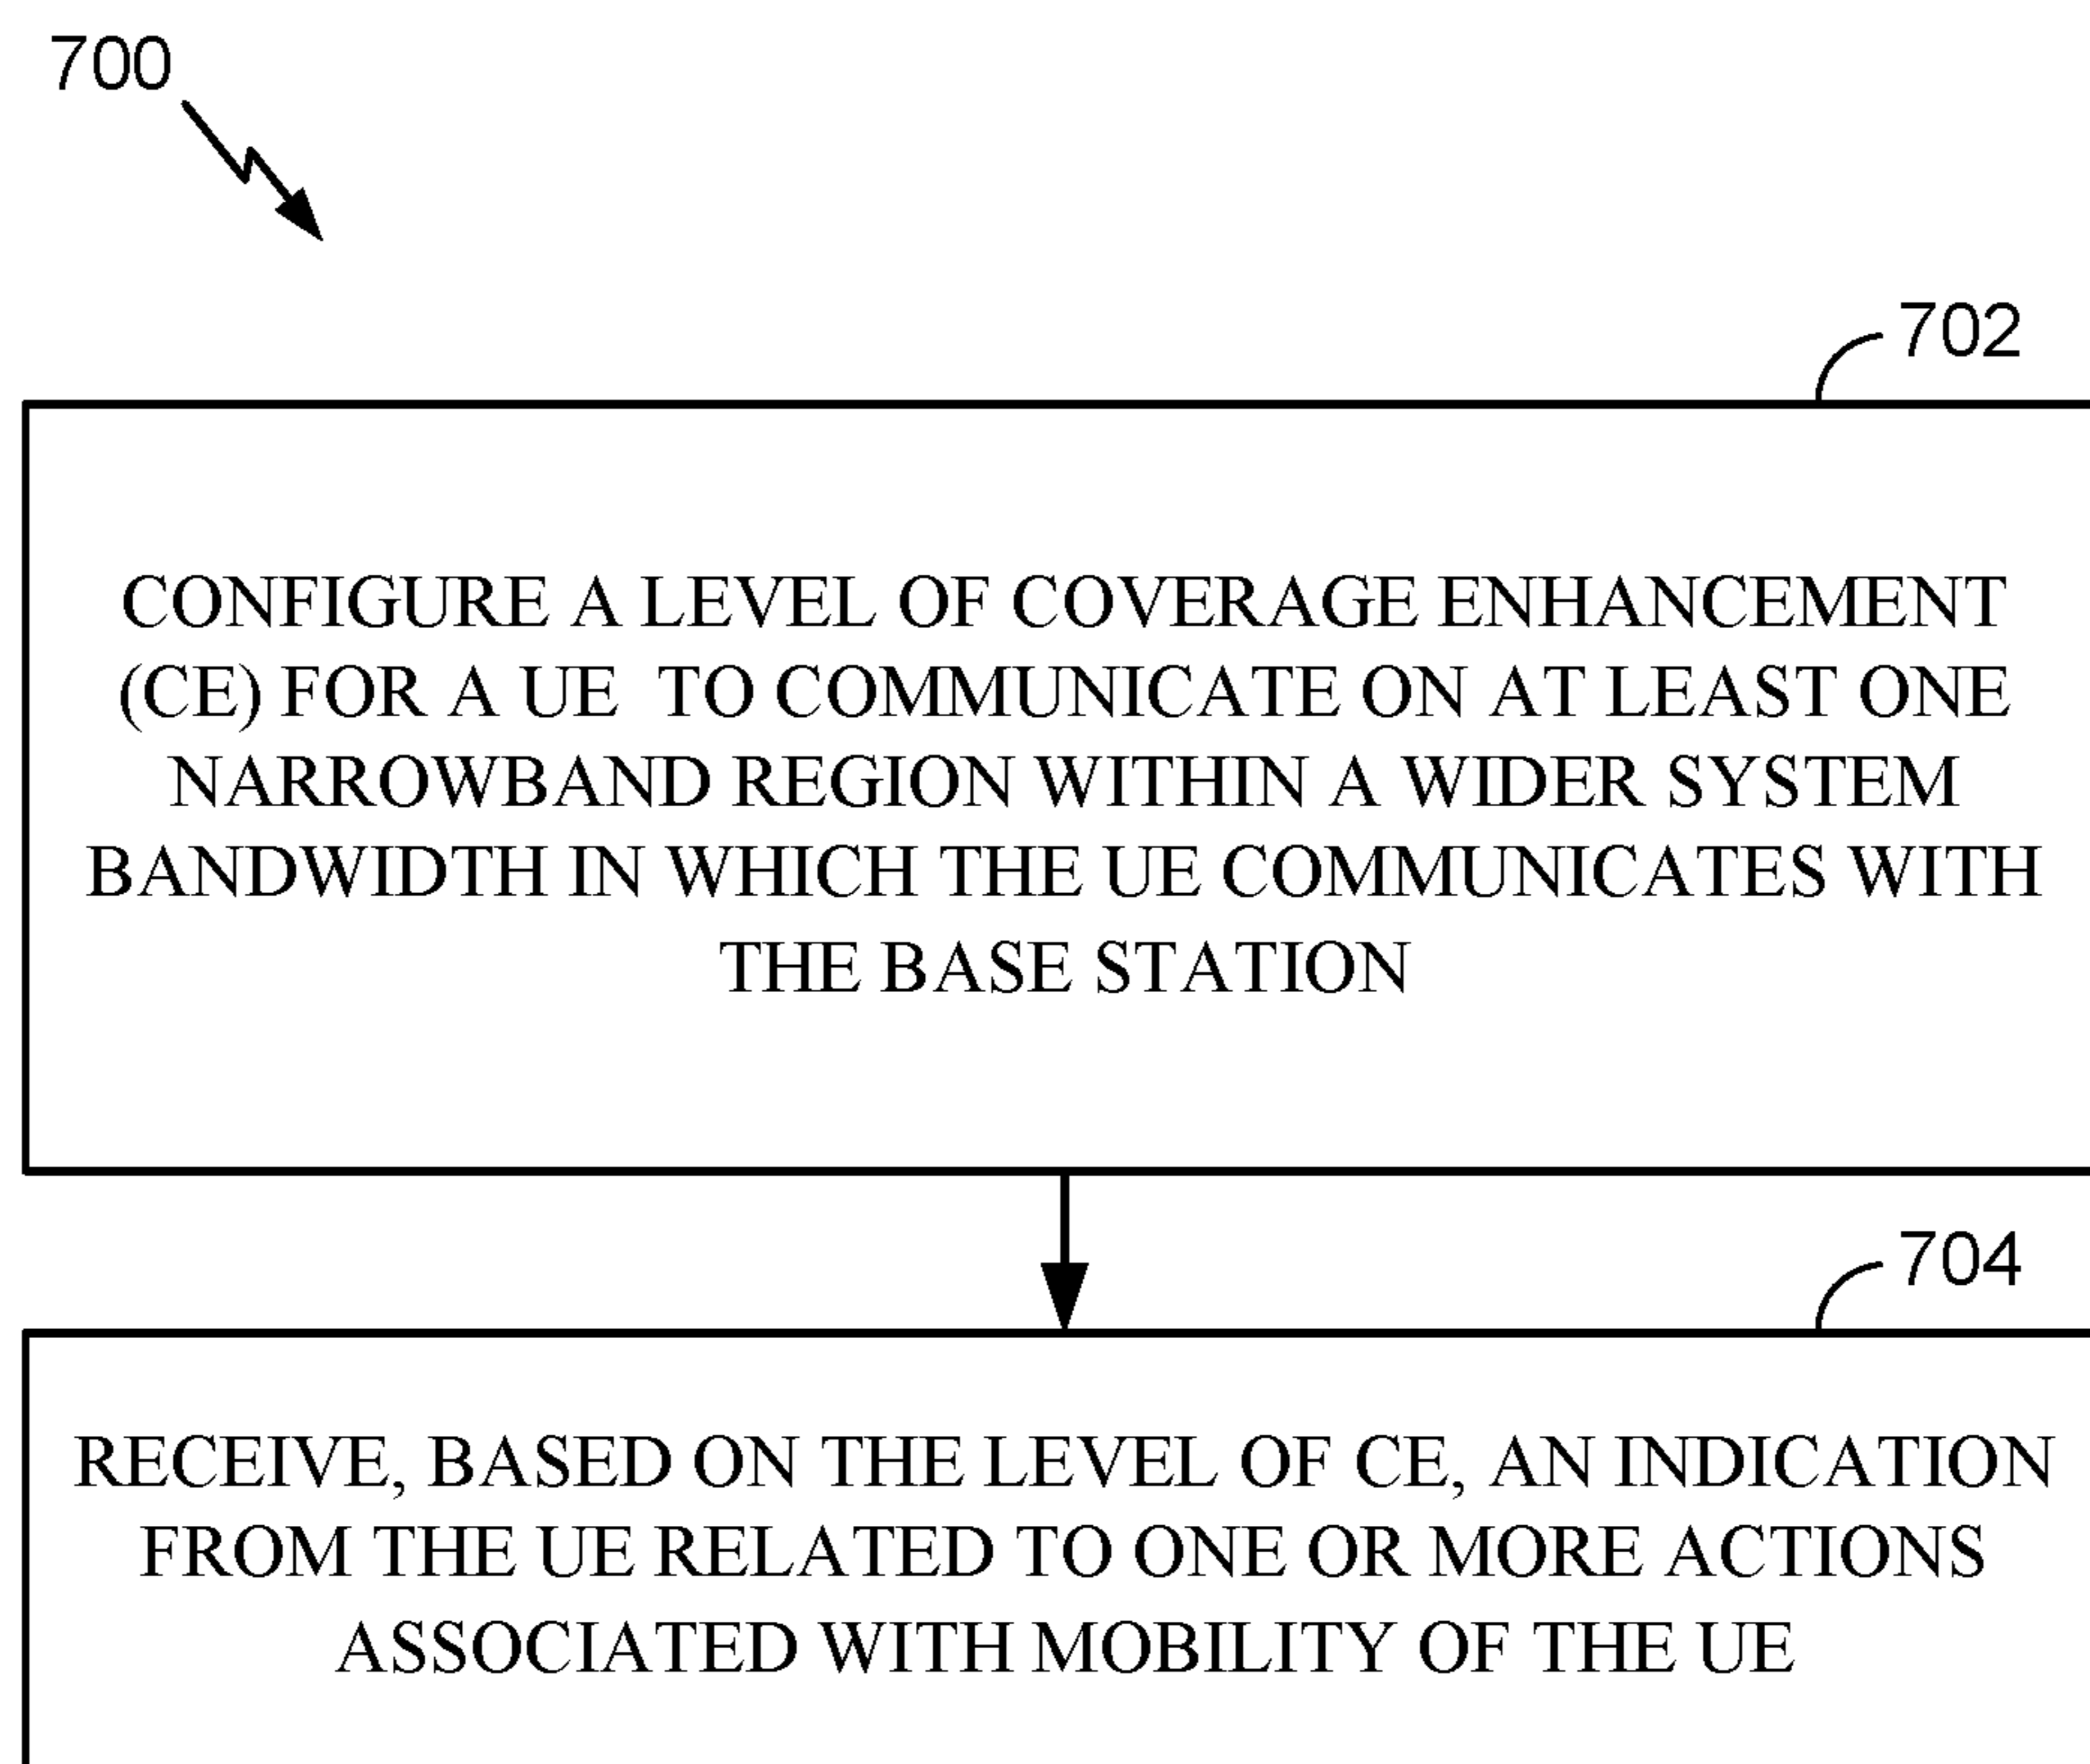 700
702
CONFIGURE A LEVEL OF COVERAGE ENHANCEMENT
(CE) FOR A UE TO COMMUNICATE ON AT LEAST ONE
NARROWBAND REGION WITHIN A WIDER SYSTEM
BANDWIDTH IN WHICH THE UE COMMUNICATES WITH
THE BASE STATION
704
RECEIVE, BASED ON THE LEVEL OF CE, AN INDICATION
FROM THE UE RELATED TO ONE OR MORE ACTIONS
ASSOCIATED WITH MOBILITY OF THE UE